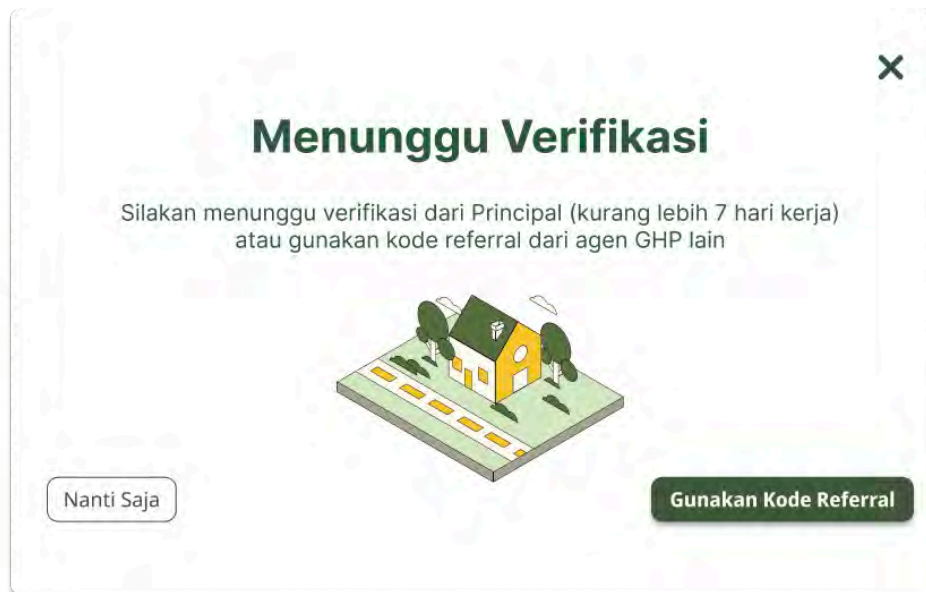 Menunggu Verifikasi
Silakan menunggu verifikasi dari Principal (kurang lebih 7 hari kerja)
atau gunakan kode referral dari agen GHP lain
Nanti Saja
Gunakan Kode Referral